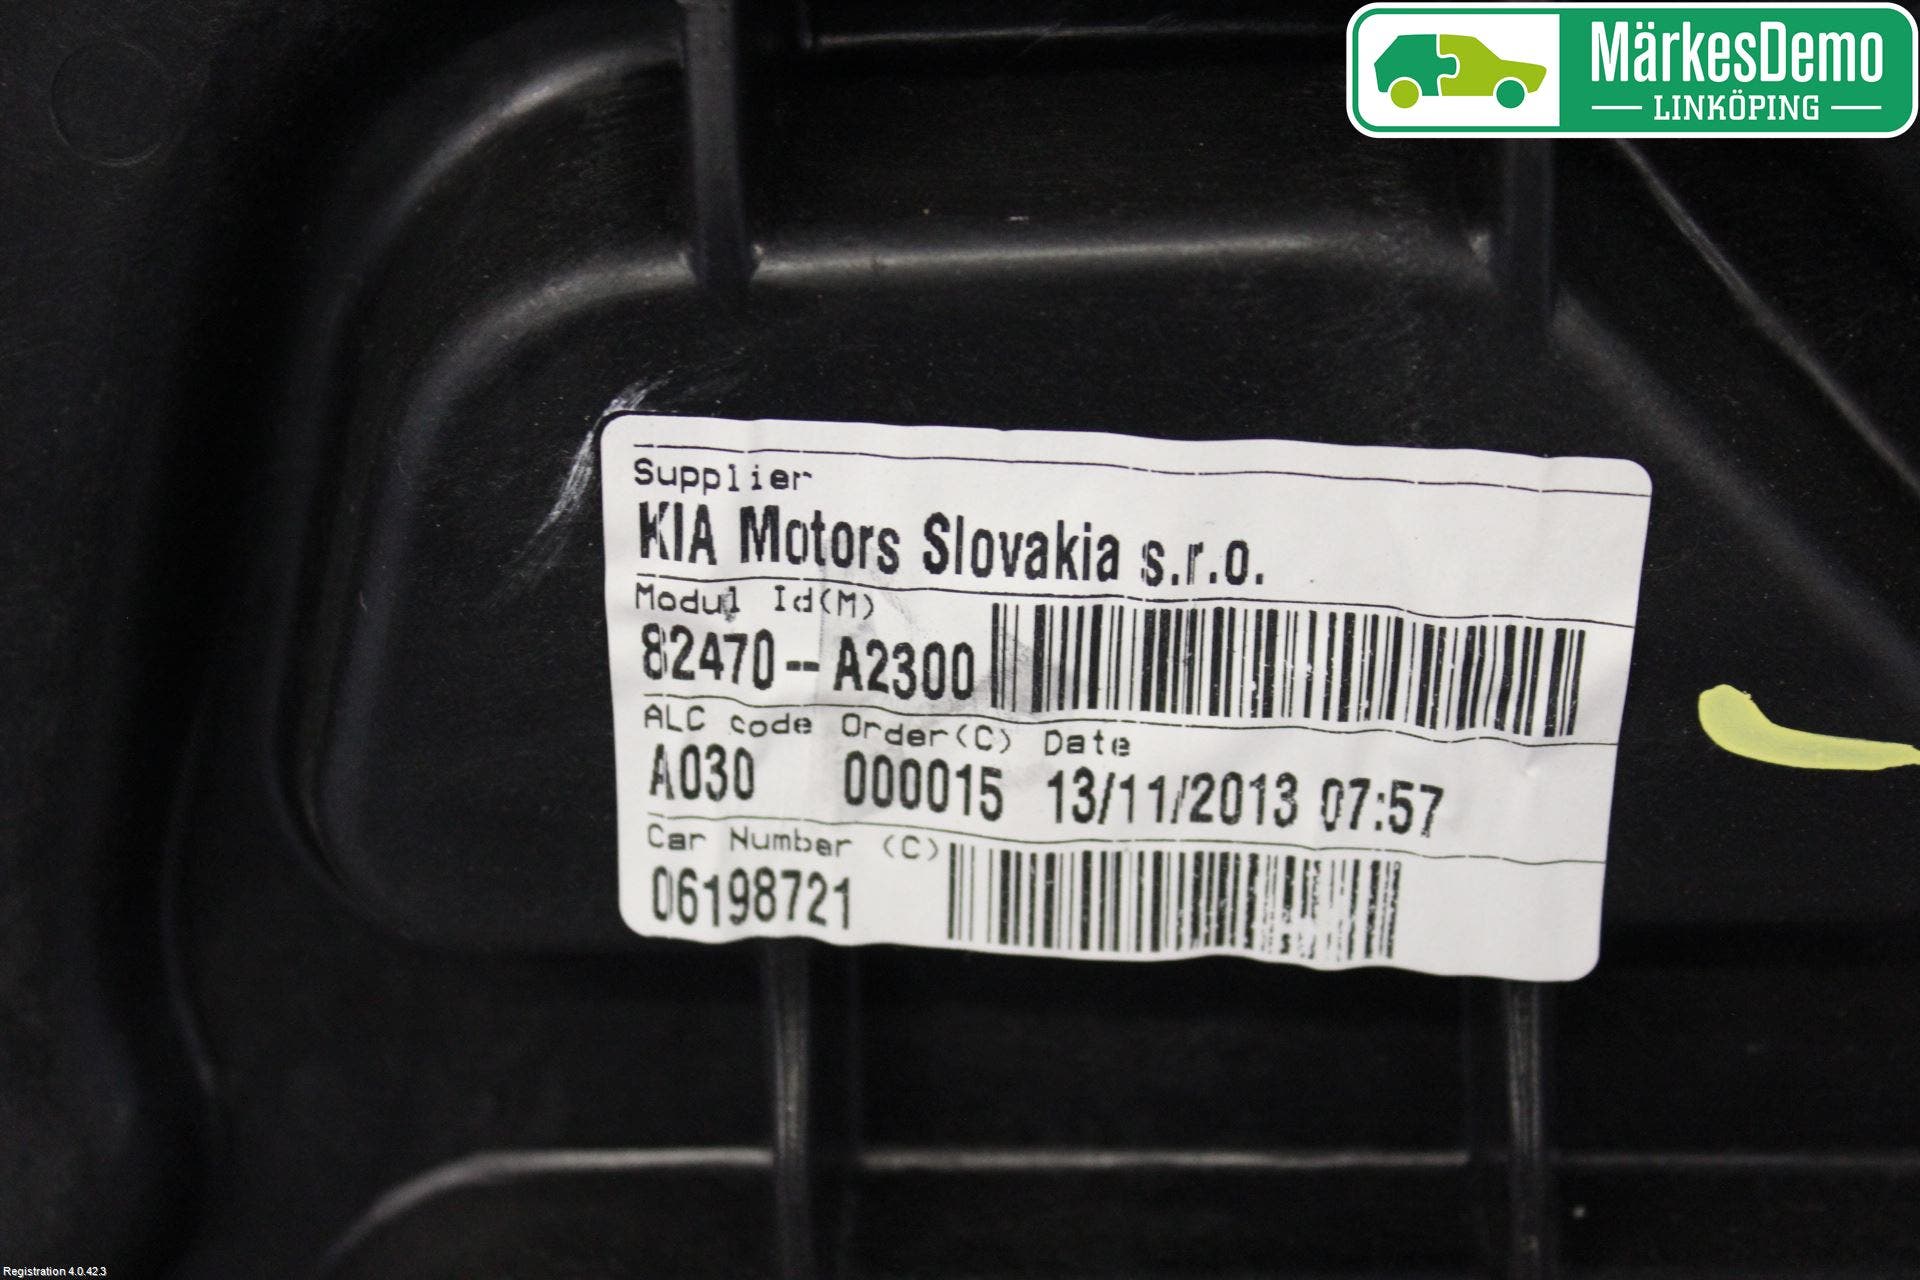 MärkesDemo
LINKÖPING
Supplier
KIA Motors Slovakia s.r.o.
Modul Id(M)
82470-A2300
ALC code Order(C) Date
A030 000015 13/11/2013 07:57
Car Number (C)
06198721
Registration 4.0.42.3